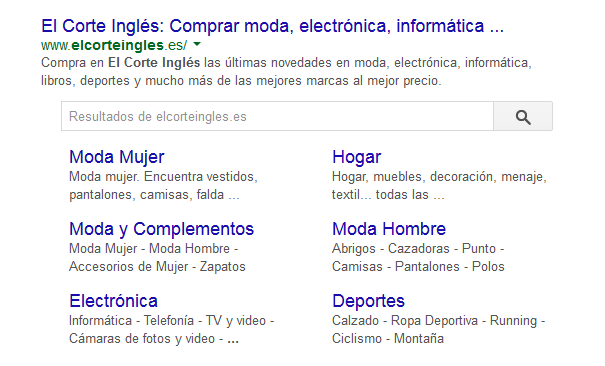 El Corte Inglés: Comprar moda, electrónica, informática ...
www.elcorteingles.es/
Compra en El Corte Inglés las últimas novedades en moda, electrónica, informática,
libros, deportes y mucho más de las mejores marcas al mejor precio.
Resultados de elcorteingles.es
Moda Mujer
Moda mujer. Encuentra vestidos,
pantalones, camisas, falda ...
Hogar
Hogar, muebles, decoración, menaje,
textil... todas las ...
Moda y Complementos
Moda Mujer - Moda Hombre -
Accesorios de Mujer - Zapatos
Moda Hombre
Abrigos - Cazadoras - Punto -
Camisas - Pantalones - Polos
Electrónica
Informática - Telefonía - TV y video -
Cámaras de fotos y video - ...
Deportes
Calzado - Ropa Deportiva - Running -
Ciclismo - Montaña